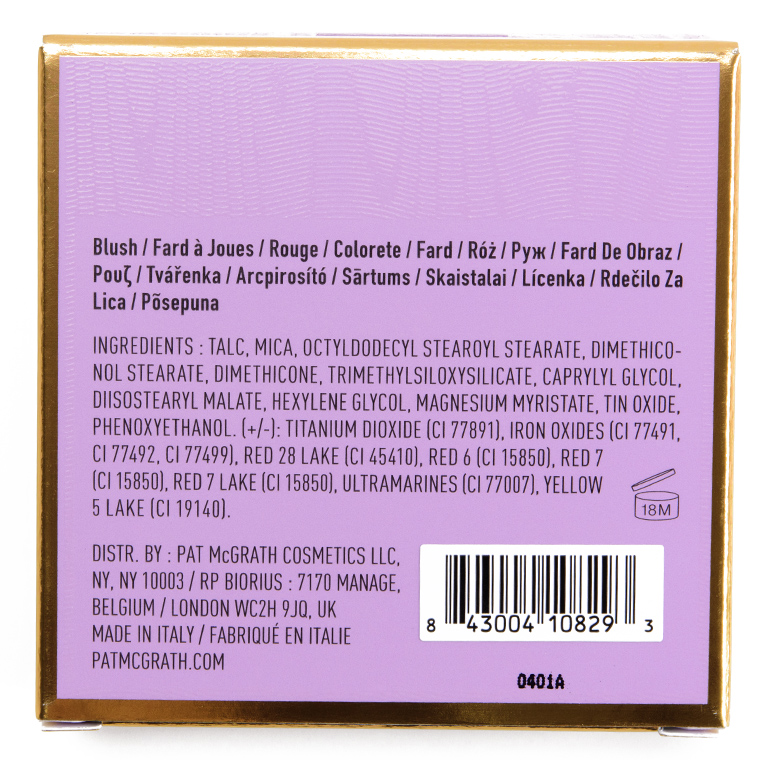 Blush / Fard à Joues / Rouge / Colorete / Fard / Róż / Руж / Fard De Obraz /
Ρουζ / Tvářenka / Arcpirosító / Sārtums / Skaistalai / Lícenka / Rdečilo Za
Lica / Põsepuna
INGREDIENTS : TALC, MICA, OCTYLDODECYL STEAROYL STEARATE, DIMETHICO-
NOL STEARATE, DIMETHICONE, TRIMETHYLSILOXYSILICATE, CAPRYLYL GLYCOL,
DIISOSTEARYL MALATE, HEXYLENE GLYCOL, MAGNESIUM MYRISTATE, TIN OXIDE,
PHENOXYETHANOL. (+/-): TITANIUM DIOXIDE (CI 77891), IRON OXIDES (CI 77491,
CI 77492, CI 77499), RED 28 LAKE (CI 45410), RED 6 (CI 15850), RED 7
(CI 15850), RED 7 LAKE (CI 15850), ULTRAMARINES (CI 77007), YELLOW
5 LAKE (CI 19140).
18M
DISTR. BY : PAT McGRATH COSMETICS LLC,
NY, NY 10003 / RP BIORIUS : 7170 MANAGE,
BELGIUM / LONDON WC2H 9JQ, UK
MADE IN ITALY / FABRIQUÉ EN ITALIE
PATMCGRATH.COM
8 43004 10829 3
0401A